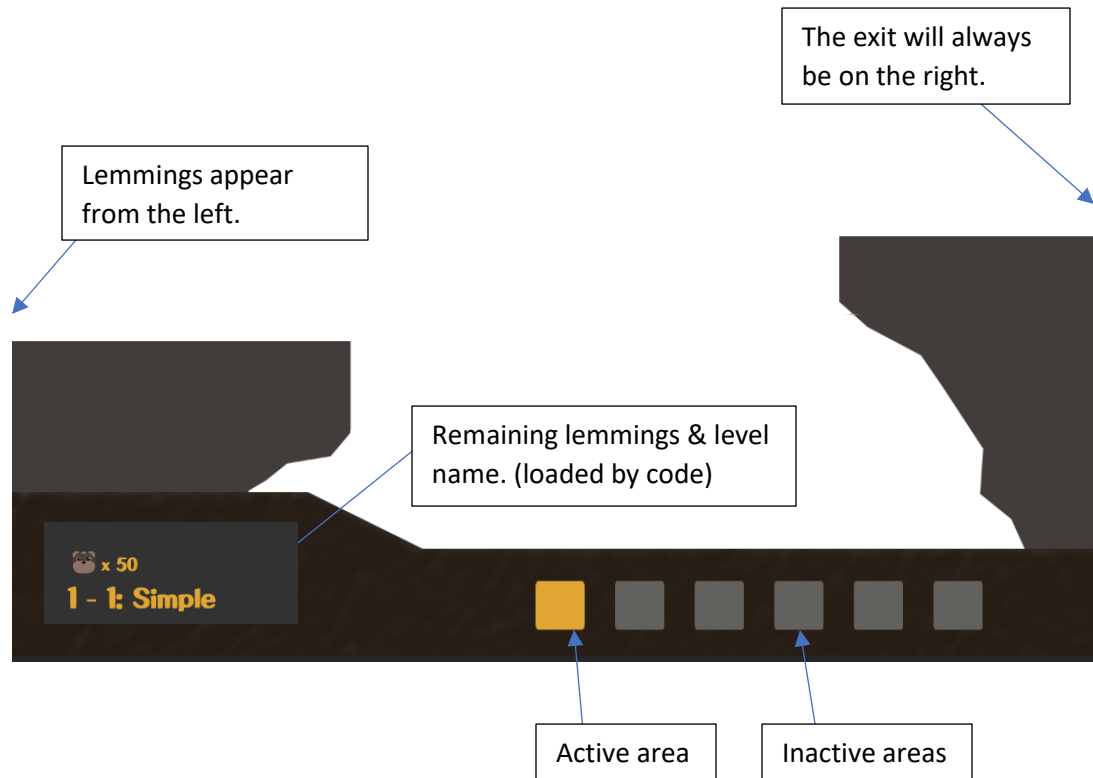 The exit will always
be on the right.
Lemmings appear
from the left.
Remaining lemmings & level
name. (loaded by code)
x 50
1 - 1: Simple
Active area
Inactive areas